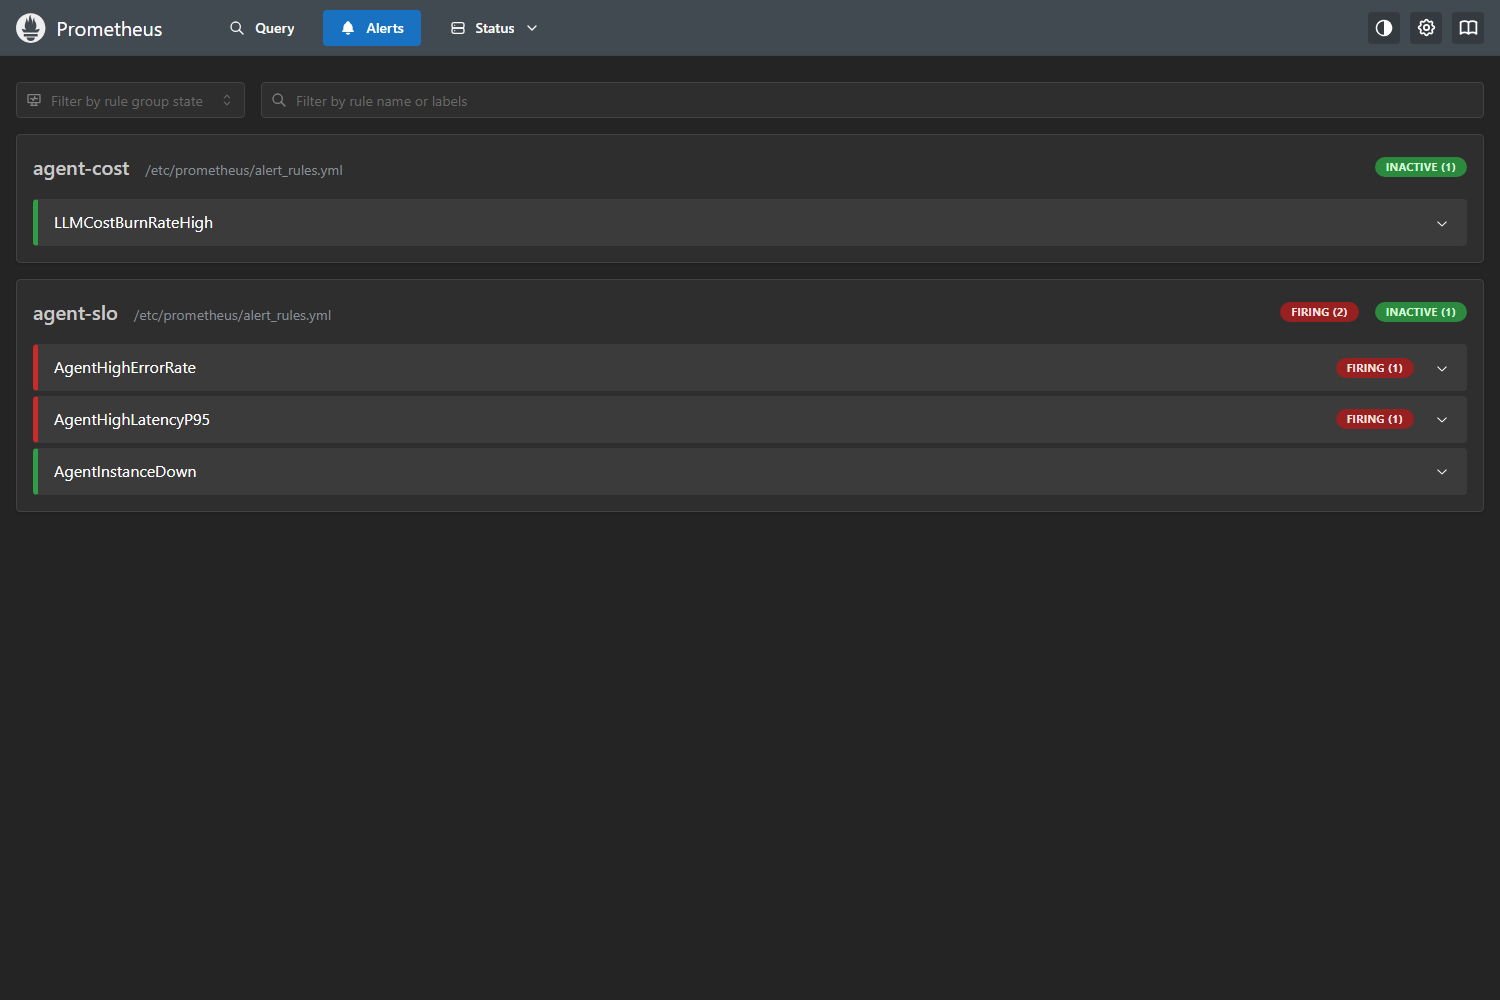 Prometheus Query Alerts Status
Filter by rule group state Filter by rule name or labels
agent-cost /etc/prometheus/alert_rules.yml INACTIVE (1)
LLMCostBurnRateHigh
agent-slo /etc/prometheus/alert_rules.yml FIRING (2) INACTIVE (1)
AgentHighErrorRate FIRING (1)
AgentHighLatencyP95 FIRING (1)
AgentInstanceDown